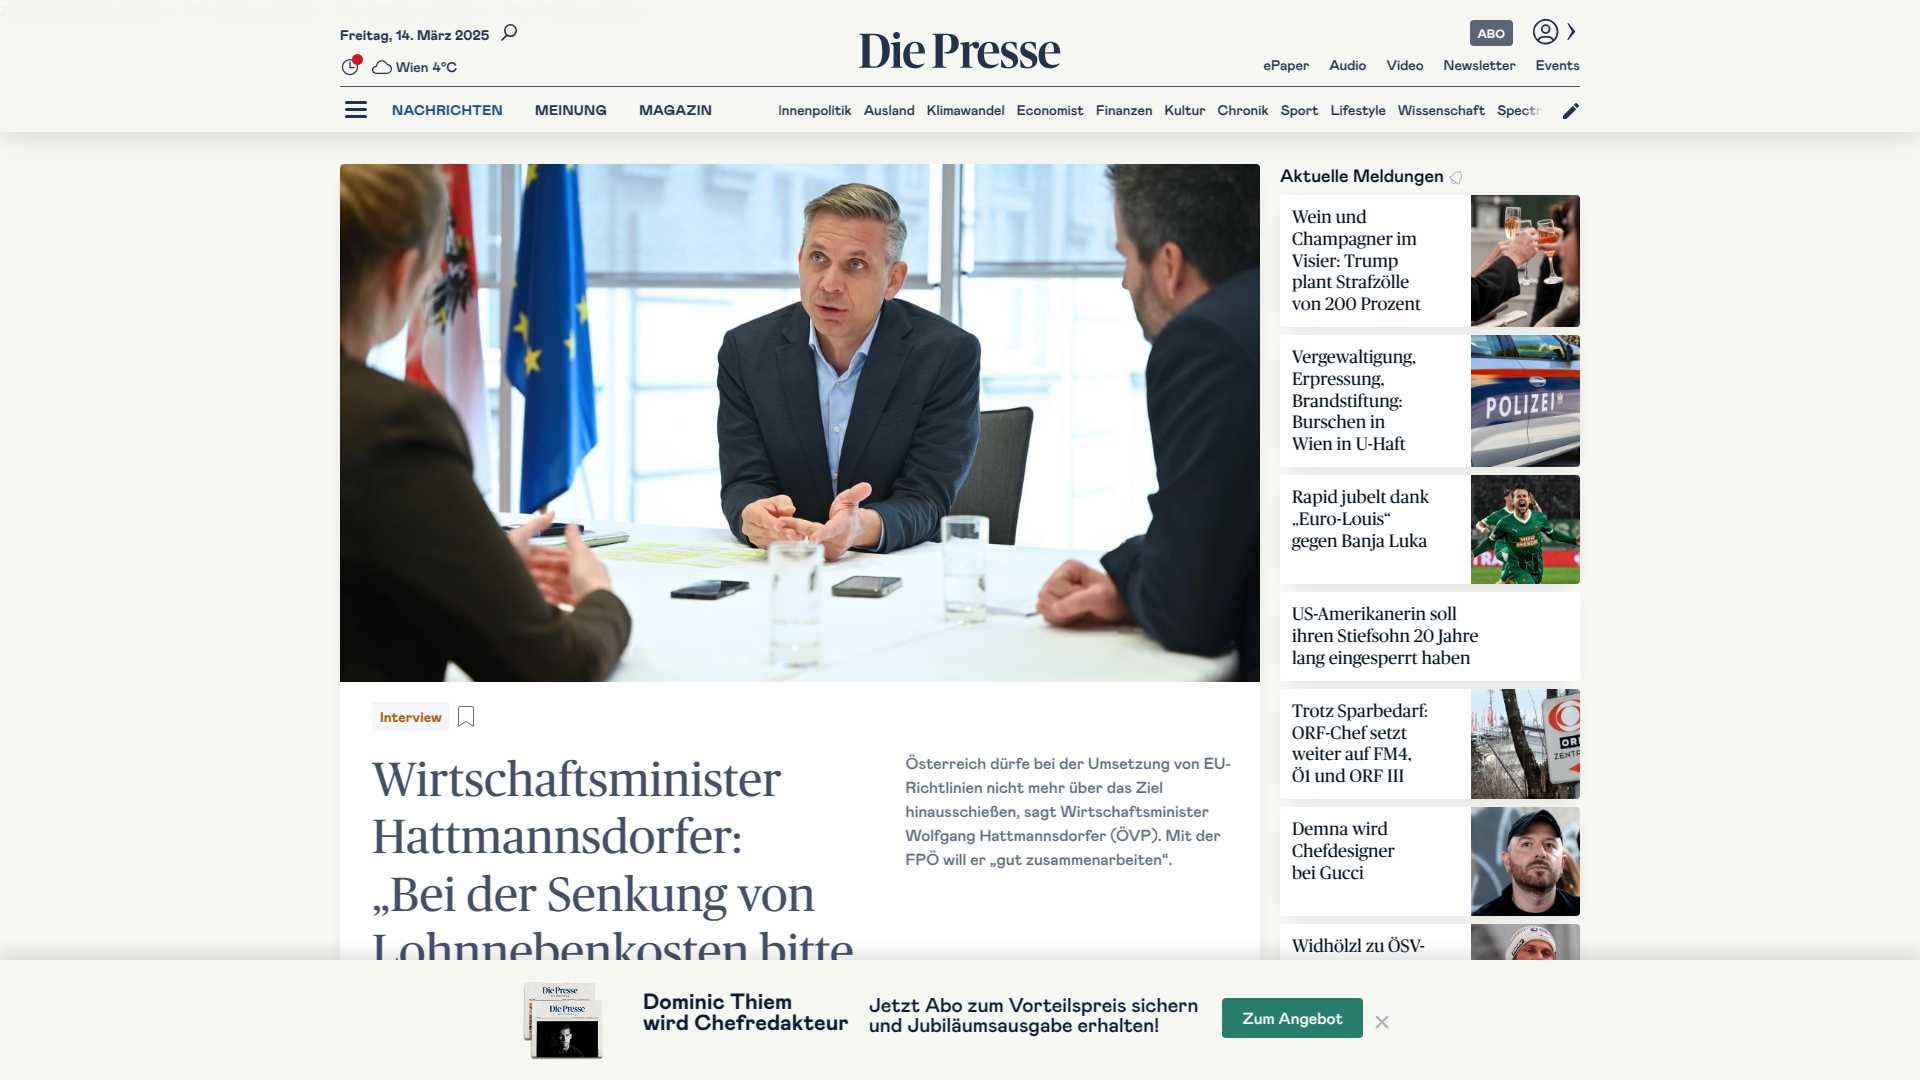 Freitag, 14. März 2025
Wien 4°C
Die Presse
ABO
ePaper Audio Video Newsletter Events
NACHRICHTEN MEINUNG MAGAZIN
Innenpolitik Ausland Klimawandel Economist Finanzen Kultur Chronik Sport Lifestyle Wissenschaft Spectr
Interview
Wirtschaftsminister
Hattmannsdorfer:
„Bei der Senkung von
Lohnnebenkosten bitte
Österreich dürfe bei der Umsetzung von EU-
Richtlinien nicht mehr über das Ziel
hinausschießen, sagt Wirtschaftsminister
Wolfgang Hattmannsdorfer (ÖVP). Mit der
FPÖ will er „gut zusammenarbeiten“.
Aktuelle Meldungen
Wein und
Champagner im
Visier: Trump
plant Strafzölle
von 200 Prozent
Vergewaltigung,
Erpressung,
Brandstiftung:
Burschen in
Wien in U-Haft
POLIZEI
Rapid jubelt dank
„Euro-Louis“
gegen Banja Luka
US-Amerikanerin soll
ihren Stiefsohn 20 Jahre
lang eingesperrt haben
Trotz Sparbedarf:
ORF-Chef setzt
weiter auf FM4,
Ö1 und ORF III
Demna wird
Chefdesigner
bei Gucci
Widhölzl zu ÖSV-
Die Presse
Die Presse
Dominic Thiem
wird Chefredakteur
Jetzt Abo zum Vorteilspreis sichern
und Jubiläumsausgabe erhalten!
Zum Angebot